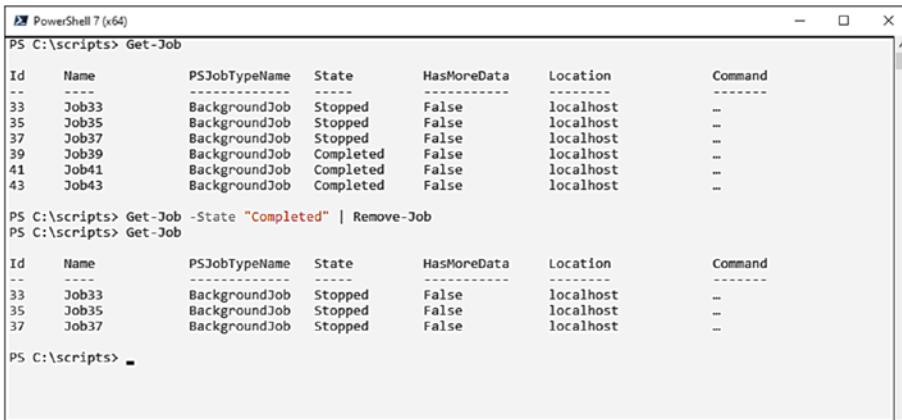 PowerShell 7 (x64)
PS C:\scripts> Get-Job
Id Name PSJobTypeName State HasMoreData Location Command
-- ---- ------------- ----- ----------- -------- -------
33 Job33 BackgroundJob Stopped False localhost …
35 Job35 BackgroundJob Stopped False localhost …
37 Job37 BackgroundJob Stopped False localhost …
39 Job39 BackgroundJob Completed False localhost …
41 Job41 BackgroundJob Completed False localhost …
43 Job43 BackgroundJob Completed False localhost …
PS C:\scripts> Get-Job -State "Completed" | Remove-Job
PS C:\scripts> Get-Job
Id Name PSJobTypeName State HasMoreData Location Command
-- ---- ------------- ----- ----------- -------- -------
33 Job33 BackgroundJob Stopped False localhost …
35 Job35 BackgroundJob Stopped False localhost …
37 Job37 BackgroundJob Stopped False localhost …
PS C:\scripts>